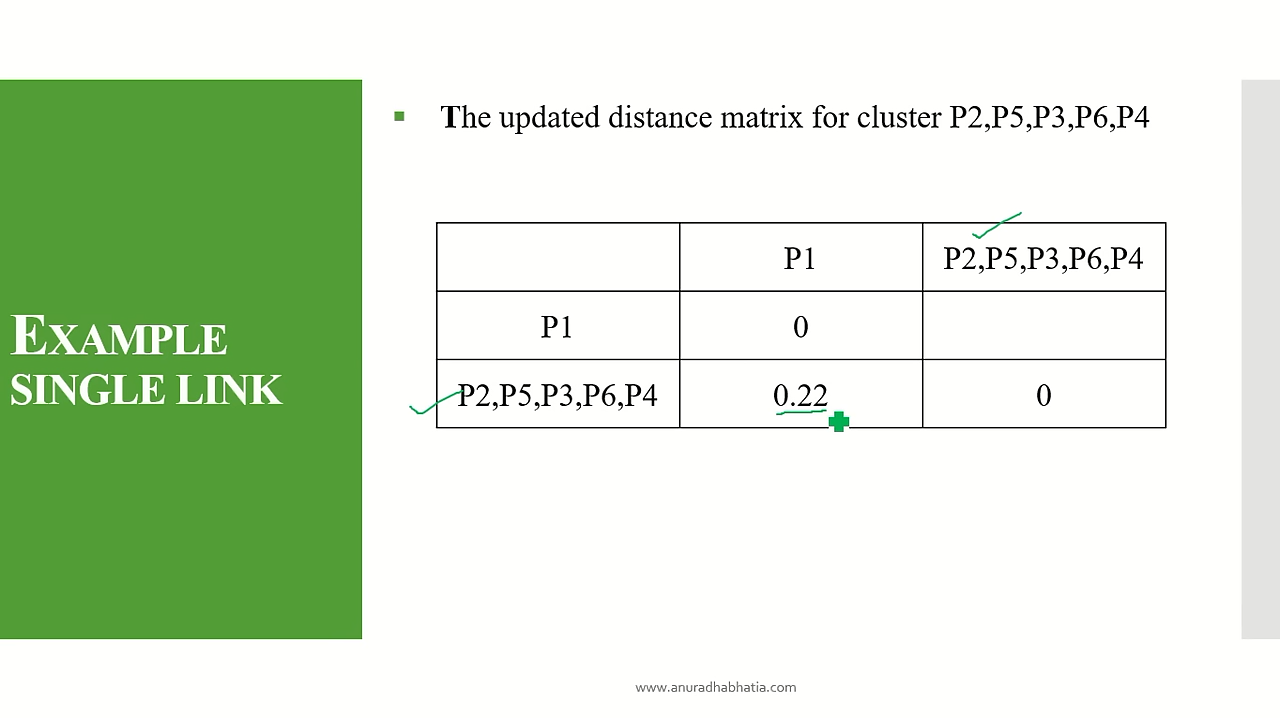 The updated distance matrix for cluster P2,P5,P3,P6,P4
EXAMPLE
SINGLE LINK
P1 P2,P5,P3,P6,P4
P1 0
P2,P5,P3,P6,P4 0.22 0
www.anuradhabhatia.com